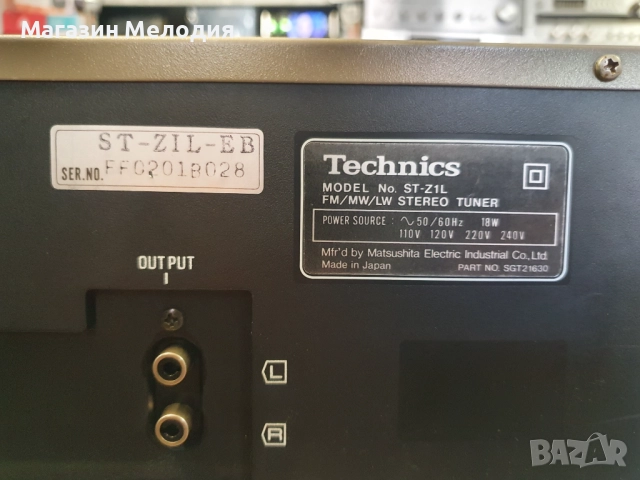 Магазин Мелодия
ST-Z1L-EB
SER.NO. FF0201B028
Technics
MODEL No. ST-Z1L
FM/MW/LW STEREO TUNER
POWER SOURCE : ∿50/60Hz 18W
110V 120V 220V 240V
Mfr'd by Matsushita Electric Industrial Co., Ltd.
Made in Japan PART NO. SGT21630
OUTPUT
L
R
BAZAR